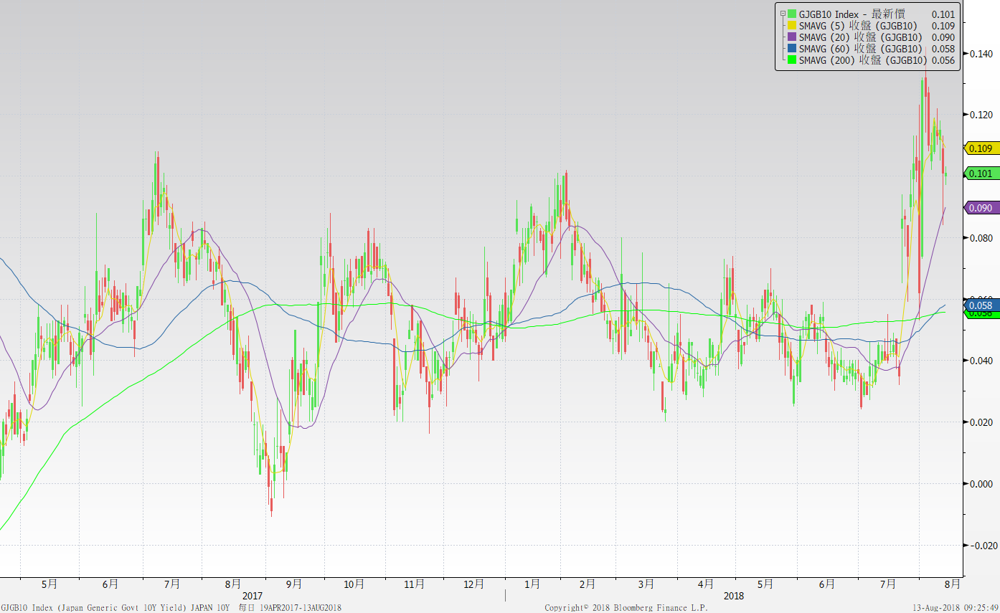 GJGB10 Index - 最新價 0.101
SMAVG (5) 收盤 (GJGB10) 0.109
SMAVG (20) 收盤 (GJGB10) 0.090
SMAVG (60) 收盤 (GJGB10) 0.058
SMAVG (200) 收盤 (GJGB10) 0.056
0.140
0.120
0.109
0.101
0.090
0.080
0.058
0.056
0.040
0.020
0.000
-0.020
5月 6月 7月 8月 9月 10月 11月 12月 1月 2月 3月 4月 5月 6月 7月 8月
2017 2018
GJGB10 Index (Japan Generic Govt 10Y Yield) JAPAN 10Y 每日 19APR2017-13AUG2018 Copyright© 2018 Bloomberg Finance L.P. 13-Aug-2018 09:25:49